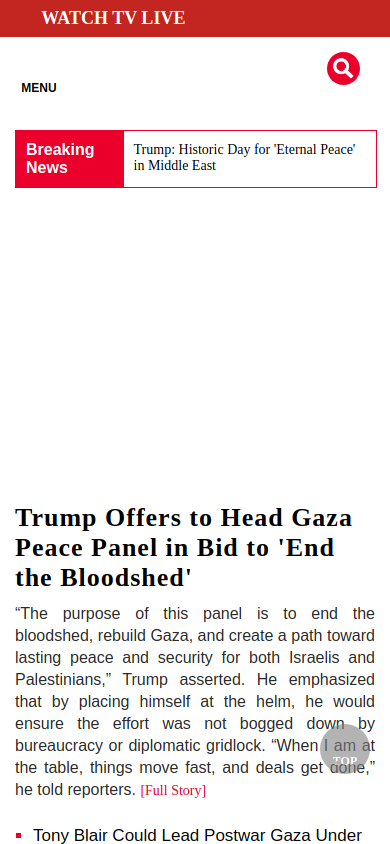 WATCH TV LIVE
MENU
Breaking
News
Trump: Historic Day for 'Eternal Peace'
in Middle East
Trump Offers to Head Gaza
Peace Panel in Bid to 'End
the Bloodshed'
“The purpose of this panel is to end the
bloodshed, rebuild Gaza, and create a path toward
lasting peace and security for both Israelis and
Palestinians,” Trump asserted. He emphasized
that by placing himself at the helm, he would
ensure the effort was not bogged down by
bureaucracy or diplomatic gridlock. “When I am at
the table, things move fast, and deals get done,”
he told reporters. [Full Story]
TOP
Tony Blair Could Lead Postwar Gaza Under